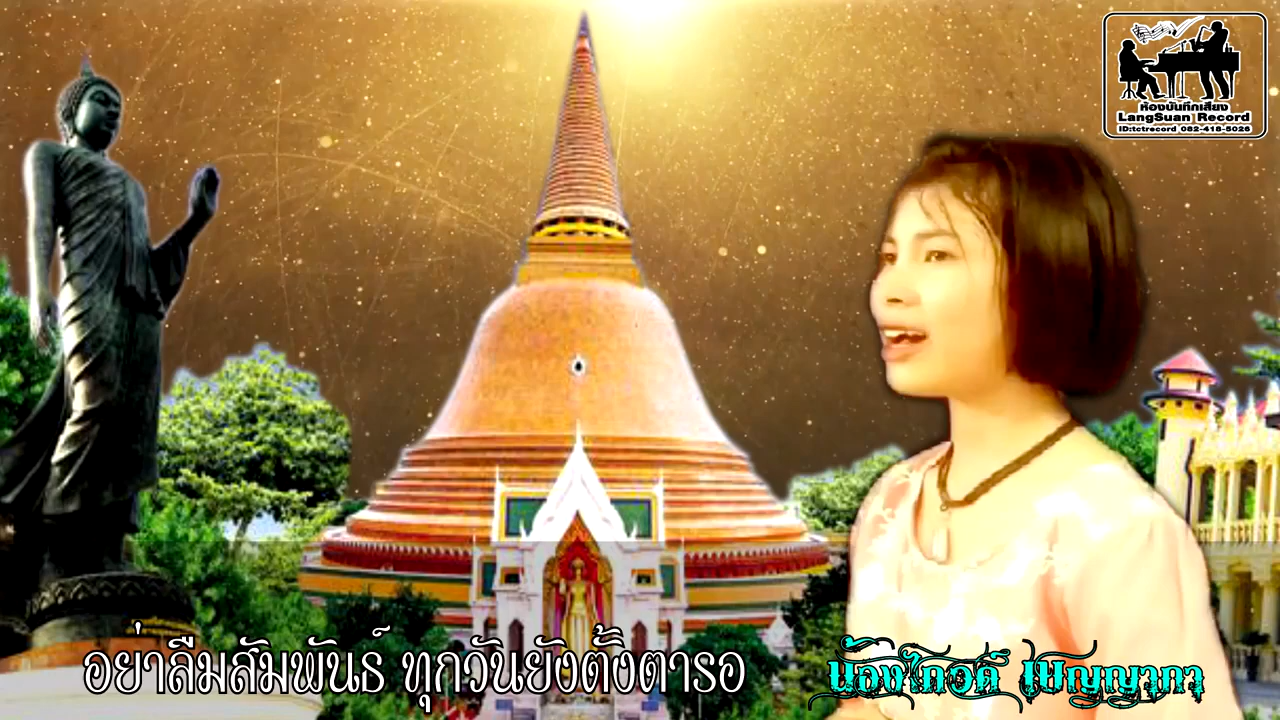 ห้องบันทึกเสียง
LangSuan Record
ID:tctrecord 082-418-5026
อย่าลืมสัมพันธ์ ทุกวันยังตั้งตารอ
น้องไกอด์ เบญญาภา